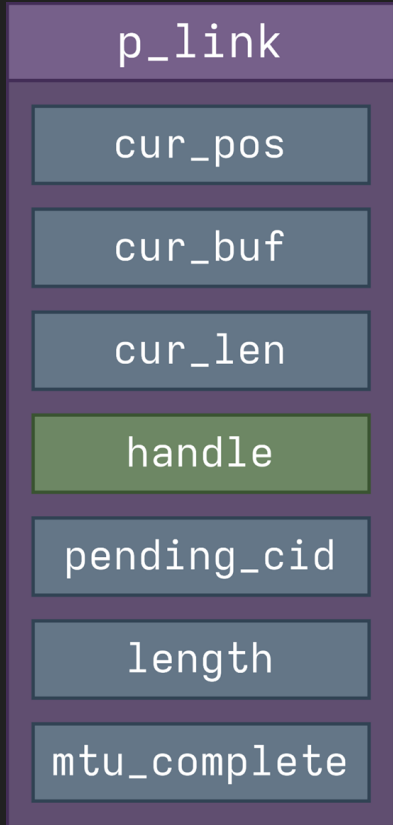 p_link
cur_pos
cur_buf
cur_len
handle
pending_cid
length
mtu_complete